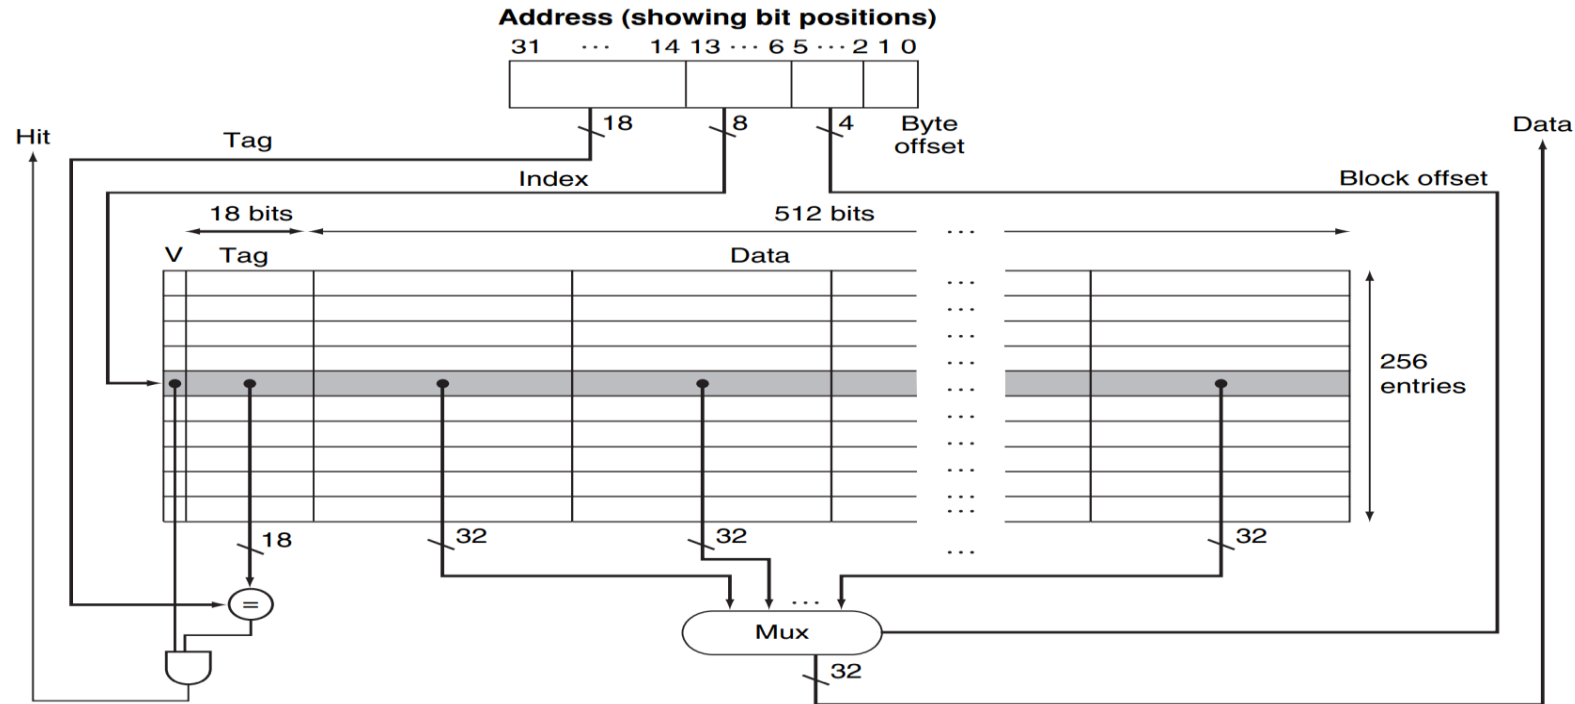 Address (showing bit positions)
31 ... 14 13 ... 6 5 ... 2 1 0
18 8 4 Byte offset
Hit
Data
Tag
Index
Block offset
18 bits
512 bits
...
V Tag Data
...
...
...
...
256
entries
...
...
...
...
...
18 32 32 ... 32
=
...
Mux
32